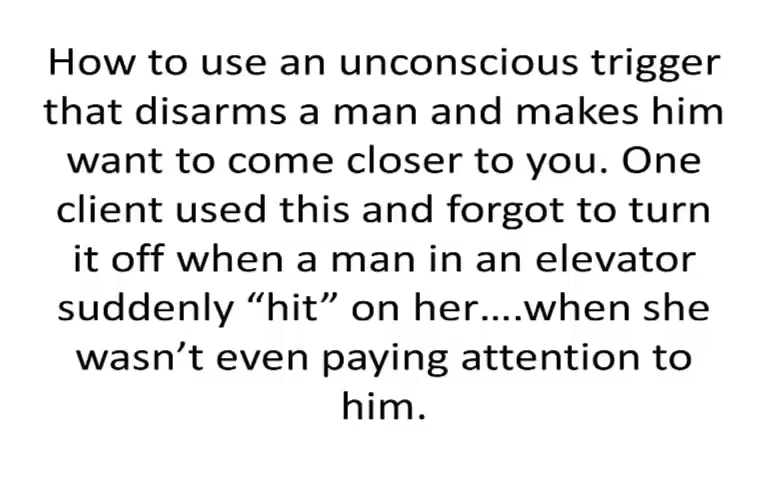 How to use an unconscious trigger
that disarms a man and makes him
want to come closer to you. One
client used this and forgot to turn
it off when a man in an elevator
suddenly “hit” on her....when she
wasn’t even paying attention to
him.